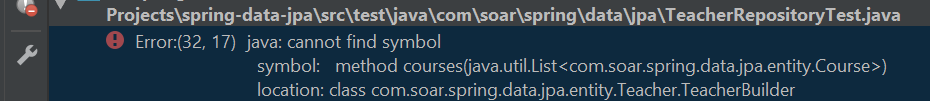 Projects\spring-data-jpa\src\test\java\com\soar\spring\data\jpa\TeacherRepositoryTest.java
Error:(32, 17) java: cannot find symbol
symbol: method courses(java.util.List<com.soar.spring.data.jpa.entity.Course>)
location: class com.soar.spring.data.jpa.entity.Teacher.TeacherBuilder